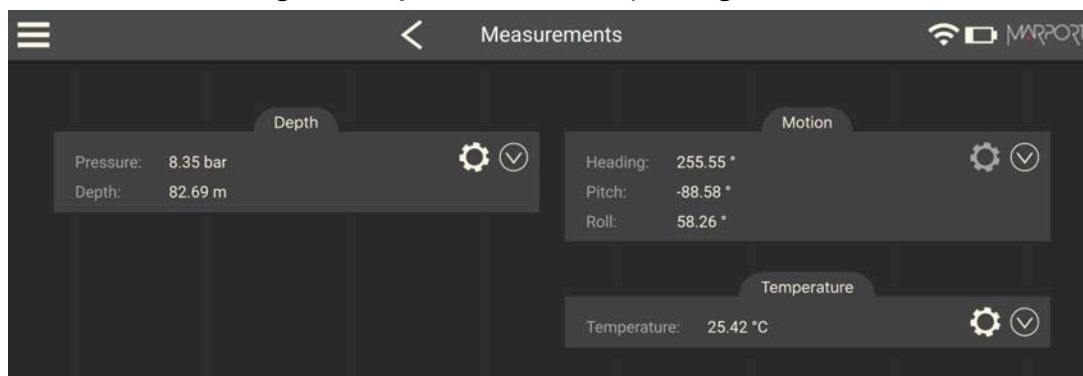 Measurements
MARPORT
Depth
Pressure: 8.35 bar
Depth: 82.69 m
Motion
Heading: 255.55 °
Pitch: -88.58 °
Roll: 58.26 °
Temperature
Temperature: 25.42 °C